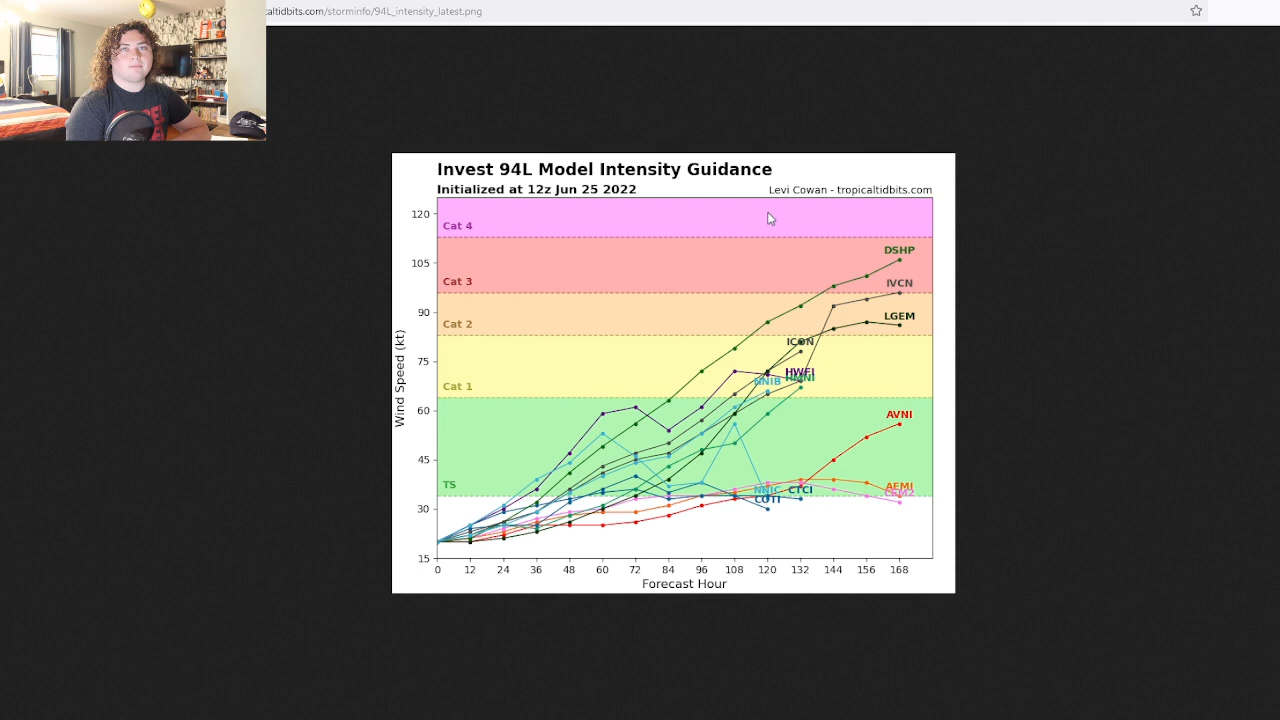 caltidbits.com/storminfo/94L_intensity_latest.png
Invest 94L Model Intensity Guidance
Initialized at 12z Jun 25 2022
Levi Cowan - tropicaltidbits.com
120
Cat 4
105
DSHP
Cat 3
IVCN
90
LGEM
Cat 2
ICON
75
HWFI
NNIB
HMNI
Cat 1
60
AVNI
Wind Speed (kt)
45
TS
AEMI
NNIC
CTCI
CEM2
COTI
30
15
0 12 24 36 48 60 72 84 96 108 120 132 144 156 168
Forecast Hour